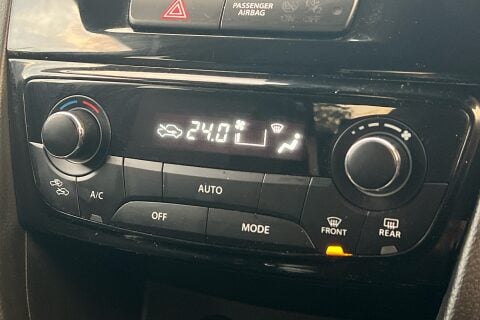 PASSENGER
AIRBAG
24.0
A/C
AUTO
OFF
MODE
FRONT
REAR